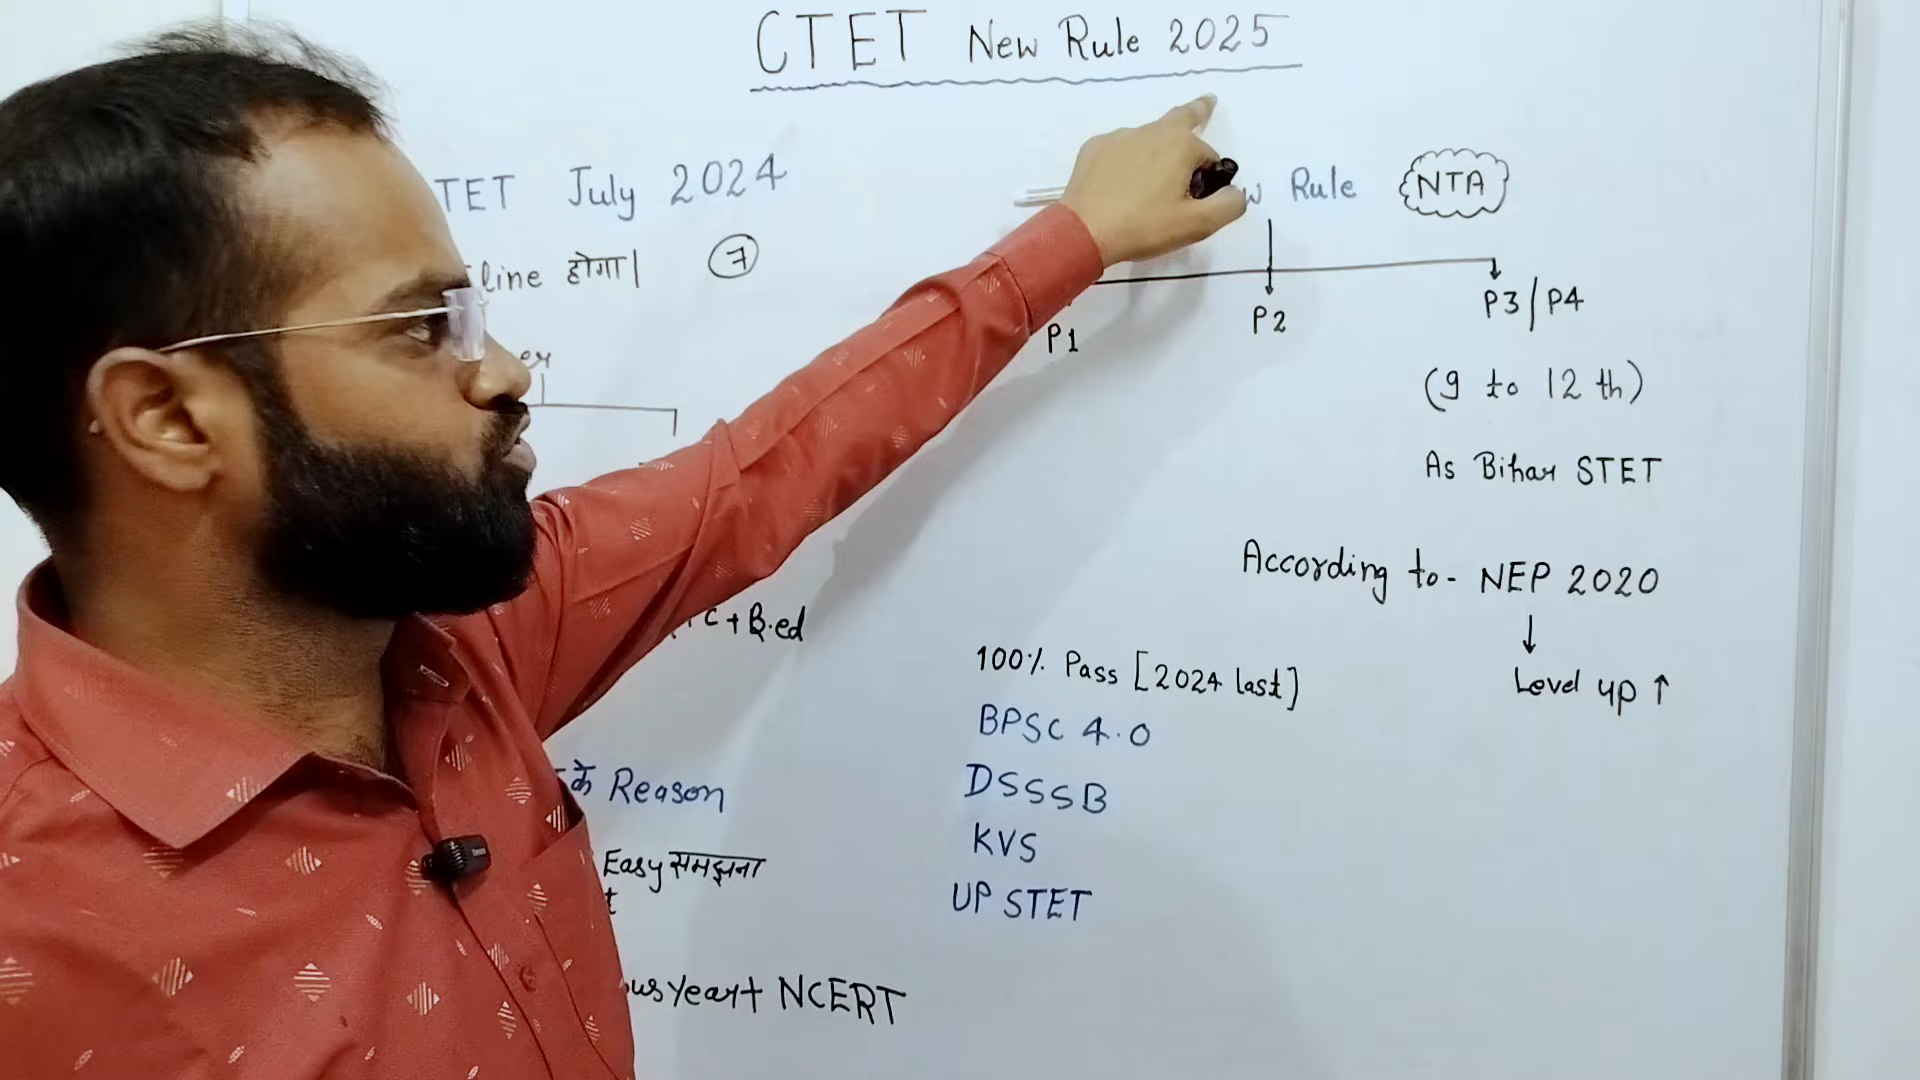 CTET New Rule 2025
TET July 2024
line होगा।
7
er
C + B.ed
के Reason
Easy समझना
t
ous Year + NCERT
w Rule
NTA
P1
P2
P3/P4
(9 to 12 th)
As Bihar STET
According to - NEP 2020
↓
Level up ↑
100% Pass [2024 last]
BPSC 4.0
DSSSB
KVS
UP STET